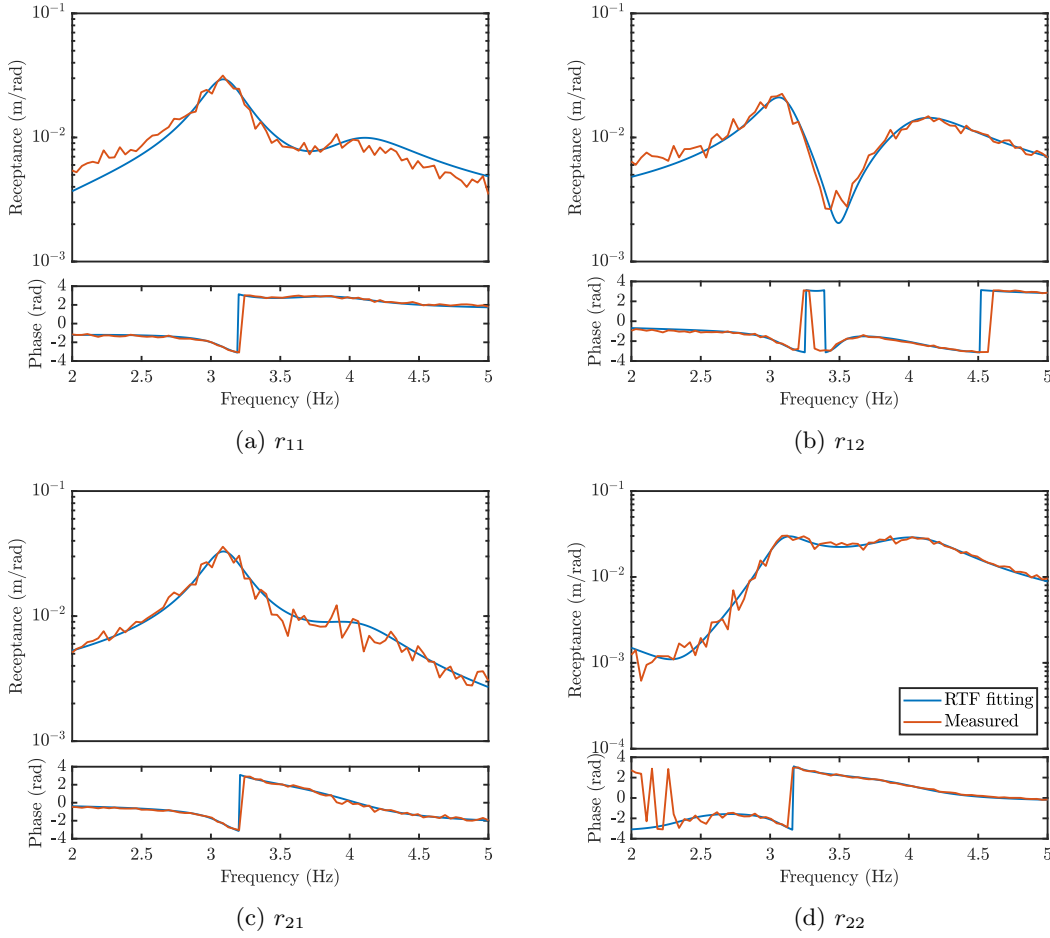 10⁻¹
10⁻²
10⁻³
Receptance (m/rad)
4
2
0
-2
-4
Phase (rad)
2 2.5 3 3.5 4 4.5 5
Frequency (Hz)
(a) r₁₁
10⁻¹
10⁻²
10⁻³
Receptance (m/rad)
4
2
0
-2
-4
Phase (rad)
2 2.5 3 3.5 4 4.5 5
Frequency (Hz)
(b) r₁₂
10⁻¹
10⁻²
10⁻³
Receptance (m/rad)
4
2
0
-2
-4
Phase (rad)
2 2.5 3 3.5 4 4.5 5
Frequency (Hz)
(c) r₂₁
10⁻¹
10⁻²
10⁻³
10⁻⁴
Receptance (m/rad)
RTF fitting
Measured
4
2
0
-2
-4
Phase (rad)
2 2.5 3 3.5 4 4.5 5
Frequency (Hz)
(d) r₂₂